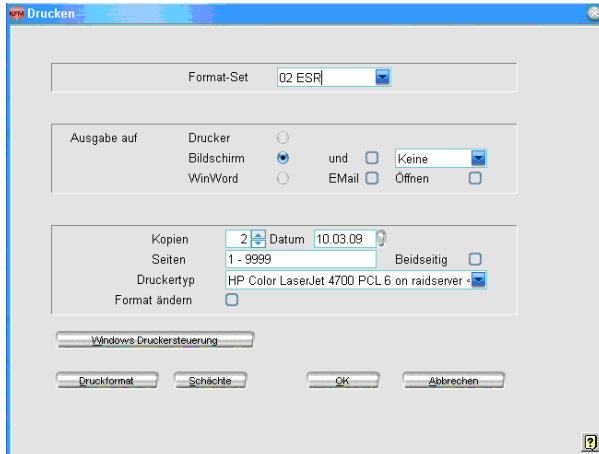 KFM Drucken
Format-Set 02 ESR
Ausgabe auf Drucker
Bildschirm und Keine
WinWord EMail Öffnen
Kopien 2 Datum 10.03.09
Seiten 1 - 9999 Beidseitig
Druckertyp HP Color LaserJet 4700 PCL 6 on raidserver
Format ändern
Windows Druckersteuerung
Druckformat Schächte OK Abbrechen
?